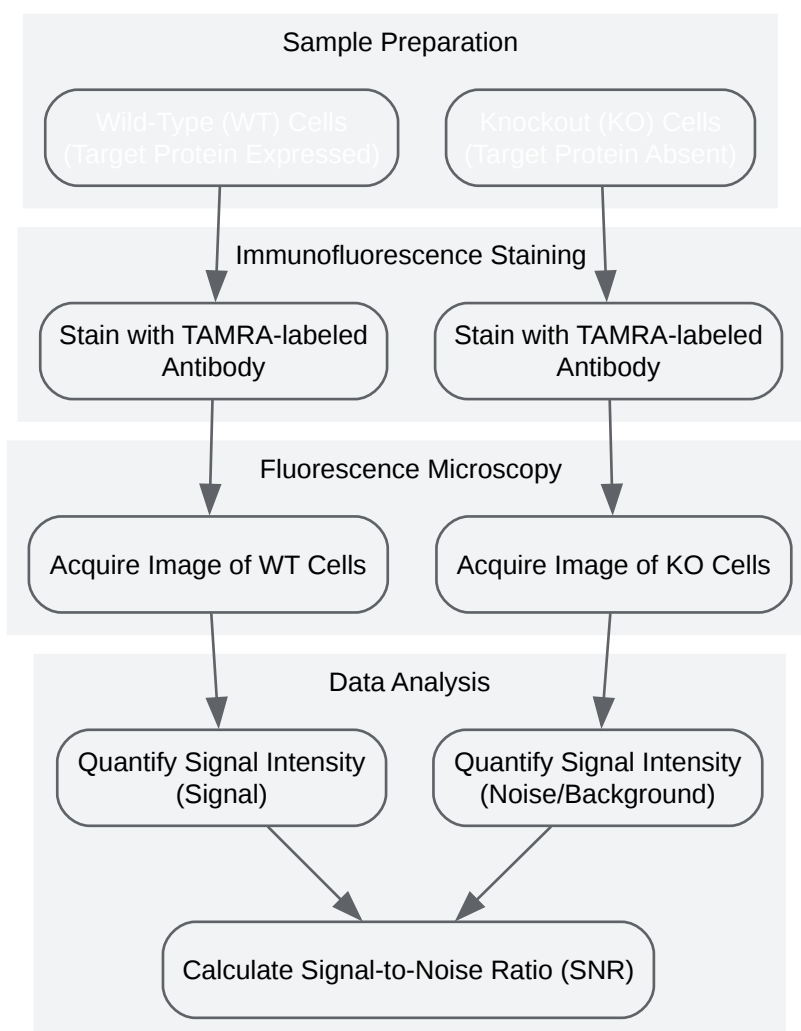 Sample Preparation
Wild-Type (WT) Cells
(Target Protein Expressed)
Knockout (KO) Cells
(Target Protein Absent)
Immunofluorescence Staining
Stain with TAMRA-labeled
Antibody
Stain with TAMRA-labeled
Antibody
Fluorescence Microscopy
Acquire Image of WT Cells
Acquire Image of KO Cells
Data Analysis
Quantify Signal Intensity
(Signal)
Quantify Signal Intensity
(Noise/Background)
Calculate Signal-to-Noise Ratio (SNR)